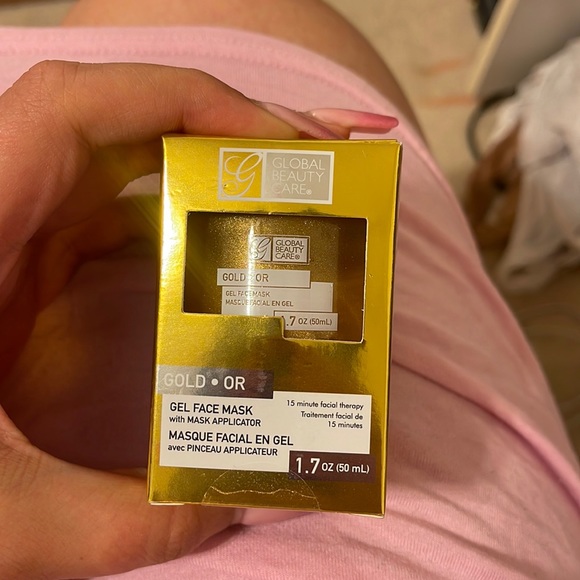 G
GLOBAL
BEAUTY
CARE®
G
GLOBAL
BEAUTY
CARE®
GOLD • OR
GEL FACE MASK
MASQUE FACIAL EN GEL
1.7 OZ (50mL)
GOLD • OR
GEL FACE MASK
with MASK APPLICATOR
MASQUE FACIAL EN GEL
avec PINCEAU APPLICATEUR
15 minute facial therapy
Traitement facial de
15 minutes
1.7 OZ (50 mL)